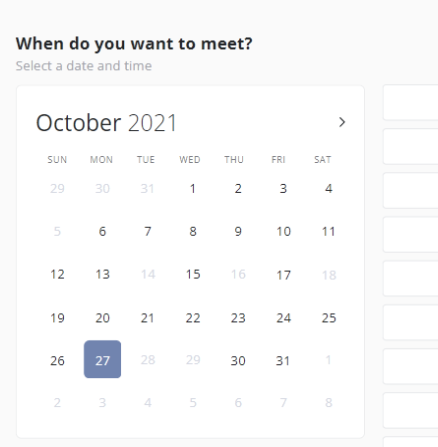 When do you want to meet?
Select a date and time
October 2021
SUN MON TUE WED THU FRI SAT
29 30 31 1 2 3 4
5 6 7 8 9 10 11
12 13 14 15 16 17 18
19 20 21 22 23 24 25
26 27 28 29 30 31 1
2 3 4 5 6 7 8